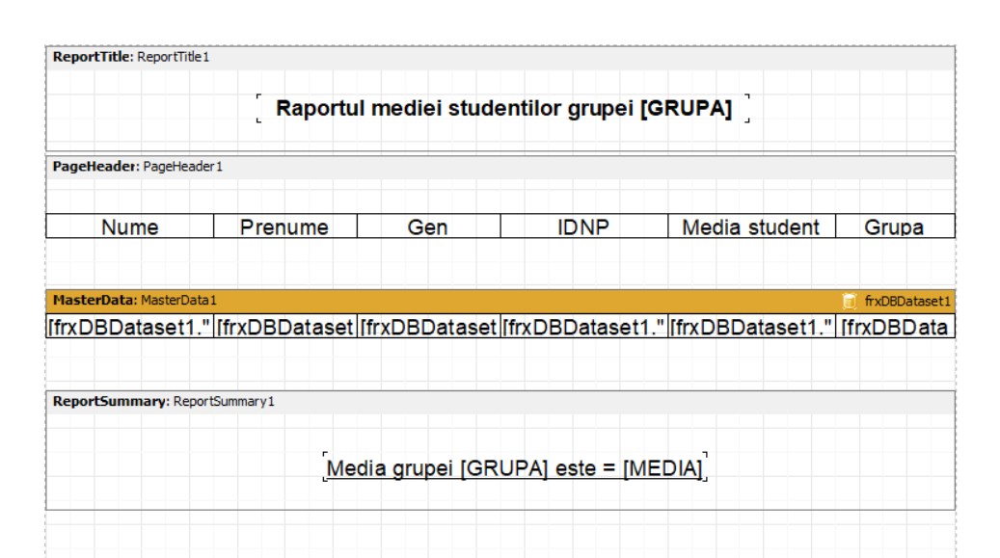 ReportTitle: ReportTitle1
Raportul mediei studentilor grupei [GRUPA]
PageHeader: PageHeader1
Nume Prenume Gen IDNP Media student Grupa
MasterData: MasterData1 frxDBDataset1
[frxDBDataset1." [frxDBDataset [frxDBDataset [frxDBDataset1." [frxDBDataset1." [frxDBData
ReportSummary: ReportSummary1
Media grupei [GRUPA] este = [MEDIA]